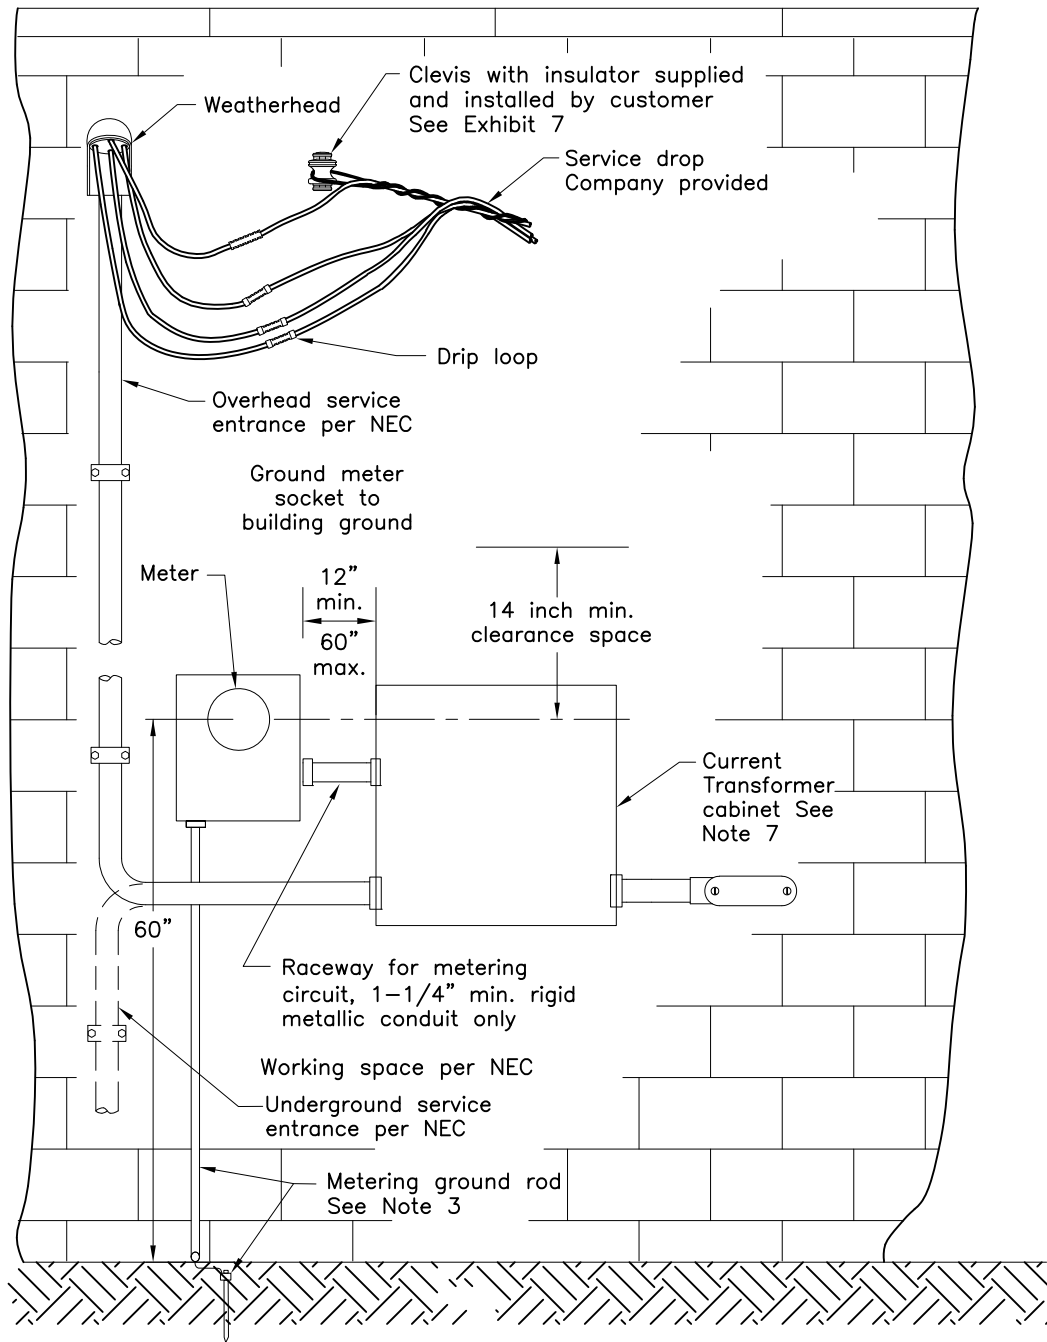 Clevis with insulator supplied
and installed by customer
See Exhibit 7
Weatherhead
Service drop
Company provided
Drip loop
Overhead service
entrance per NEC
Ground meter
socket to
building ground
Meter
12”
min.
60”
max.
14 inch min.
clearance space
Current
Transformer
cabinet See
Note 7
60”
Raceway for metering
circuit, 1-1/4” min. rigid
metallic conduit only
Working space per NEC
Underground service
entrance per NEC
Metering ground rod
See Note 3